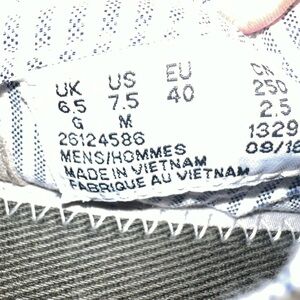 UK US EU CN
6.5 7.5 40 250
G M 2.5
26124586 1329
MENS/HOMMES 09/16
MADE IN VIETNAM
FABRIQUE AU VIETNAM